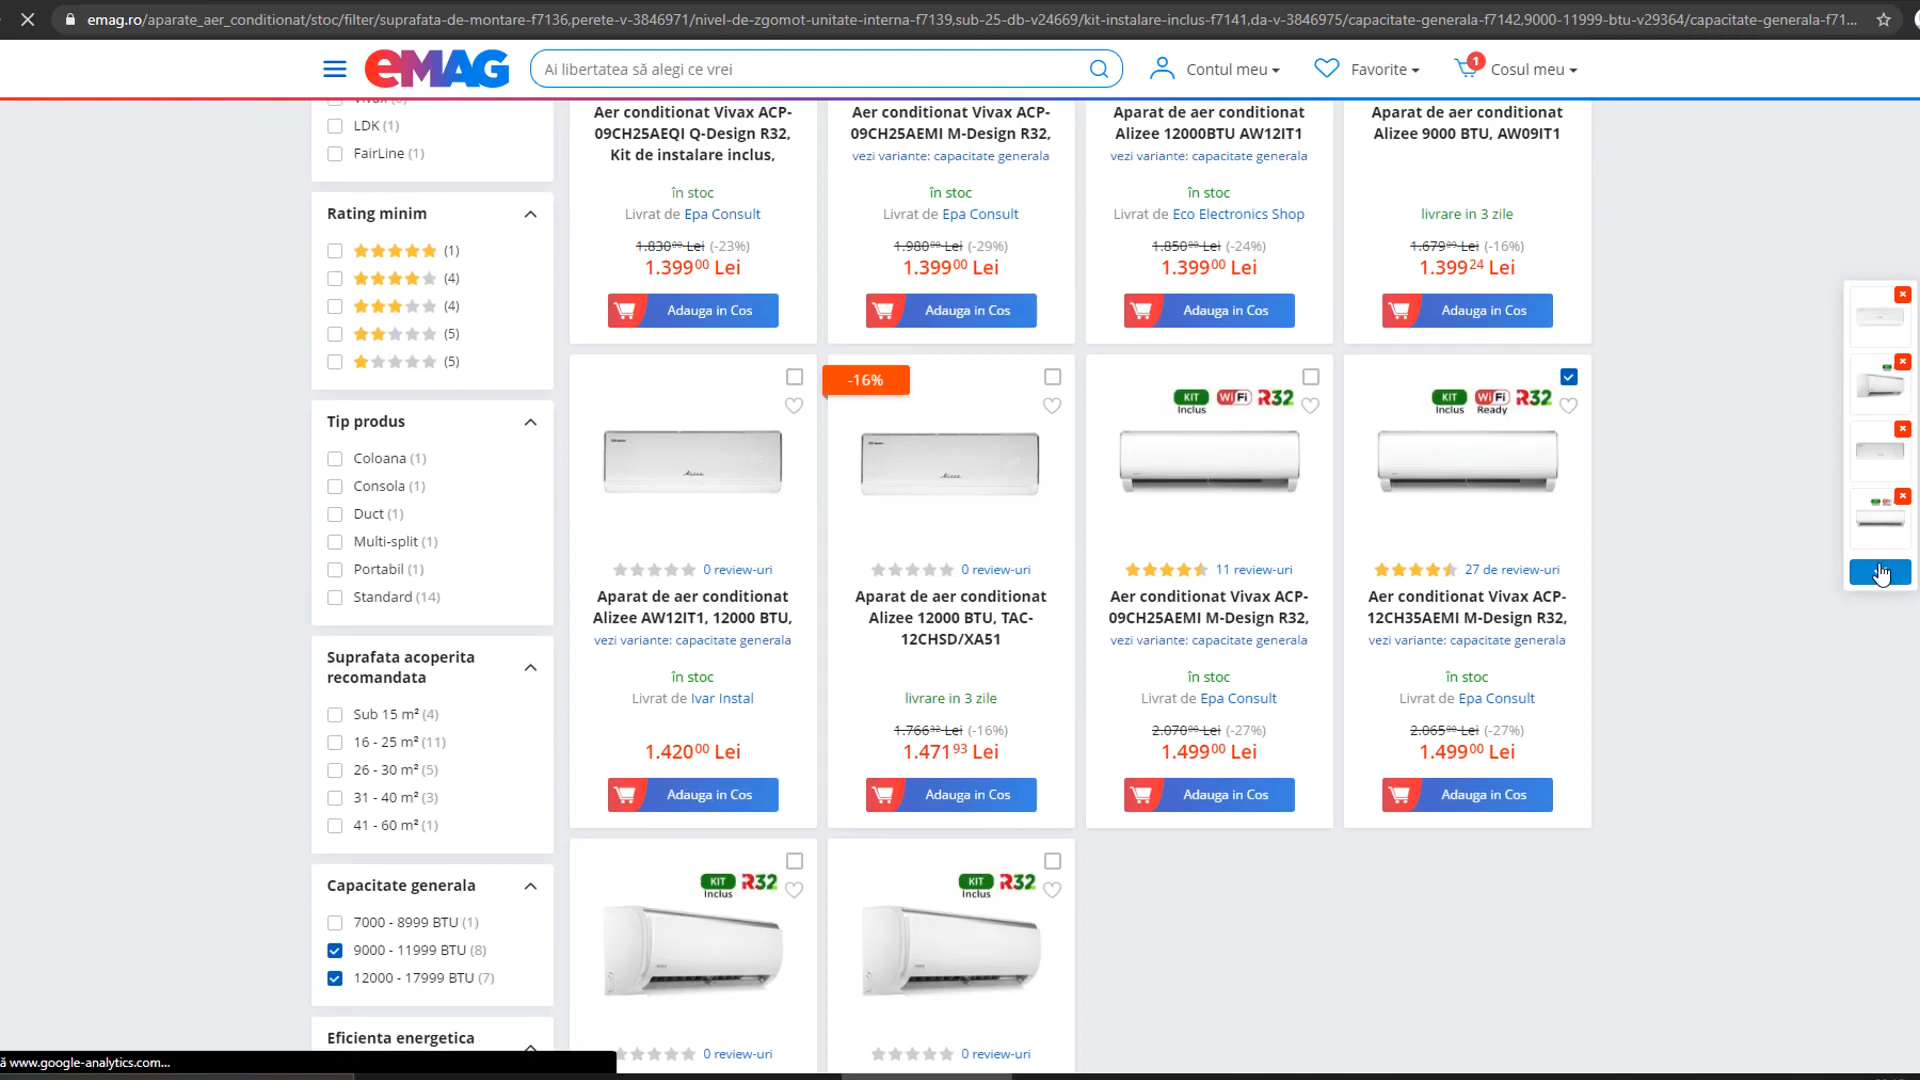 emag.ro/aparate_aer_conditionat/stoc/filter/suprafata-de-montare-f7136,perete-v-3846971/nivel-de-zgomot-unitate-interna-f7139,sub-25-db-v24669/kit-instalare-inclus-f7141,da-v-3846975/capacitate-generala-f7142,9000-11999-btu-v29364/capacitate-generala-f71...
eMAG
Ai libertatea să alegi ce vrei
Contul meu
Favorite
1
Cosul meu
LDK (1)
FairLine (1)
Rating minim
(1)
(4)
(4)
(5)
(5)
Tip produs
Coloana (1)
Consola (1)
Duct (1)
Multi-split (1)
Portabil (1)
Standard (14)
Suprafata acoperita
recomandata
Sub 15 m² (4)
16 - 25 m² (11)
26 - 30 m² (5)
31 - 40 m² (3)
41 - 60 m² (1)
Capacitate generala
7000 - 8999 BTU (1)
9000 - 11999 BTU (8)
12000 - 17999 BTU (7)
Eficienta energetica
Aer conditionat Vivax ACP-
09CH25AEQI Q-Design R32,
Kit de instalare inclus,
în stoc
Livrat de Epa Consult
1.830⁰⁰ Lei (-23%)
1.399⁰⁰ Lei
Adauga in Cos
Aer conditionat Vivax ACP-
09CH25AEMI M-Design R32,
vezi variante: capacitate generala
în stoc
Livrat de Epa Consult
1.980⁰⁰ Lei (-29%)
1.399⁰⁰ Lei
Adauga in Cos
Aparat de aer conditionat
Alizee 12000BTU AW12IT1
vezi variante: capacitate generala
în stoc
Livrat de Eco Electronics Shop
1.850⁰⁰ Lei (-24%)
1.399⁰⁰ Lei
Adauga in Cos
Aparat de aer conditionat
Alizee 9000 BTU, AW09IT1
livrare in 3 zile
1.679⁰⁹ Lei (-16%)
1.399²⁴ Lei
Adauga in Cos
Alizee
0 review-uri
Aparat de aer conditionat
Alizee AW12IT1, 12000 BTU,
vezi variante: capacitate generala
în stoc
Livrat de Ivar Instal
1.420⁰⁰ Lei
Adauga in Cos
-16%
Alizee
0 review-uri
Aparat de aer conditionat
Alizee 12000 BTU, TAC-
12CHSD/XA51
livrare in 3 zile
1.766³² Lei (-16%)
1.471⁹³ Lei
Adauga in Cos
KIT WiFi R32
Inclus
11 review-uri
Aer conditionat Vivax ACP-
09CH25AEMI M-Design R32,
vezi variante: capacitate generala
în stoc
Livrat de Epa Consult
2.070⁰⁰ Lei (-27%)
1.499⁰⁰ Lei
Adauga in Cos
KIT WiFi R32
Inclus Ready
27 de review-uri
Aer conditionat Vivax ACP-
12CH35AEMI M-Design R32,
vezi variante: capacitate generala
în stoc
Livrat de Epa Consult
2.065⁰⁰ Lei (-27%)
1.499⁰⁰ Lei
Adauga in Cos
KIT R32
Inclus
0 review-uri
KIT R32
Inclus
0 review-uri
ă www.google-analytics.com...